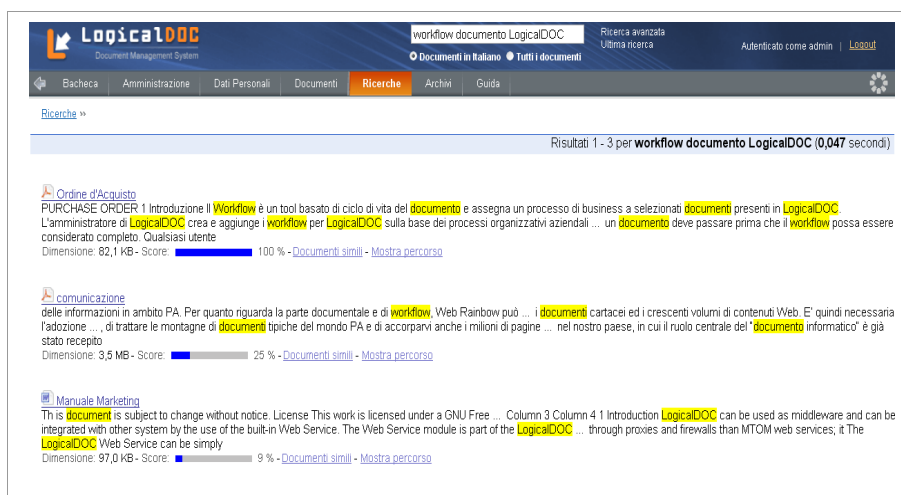 LogicalDOC
Document Management System
workflow documento LogicalDOC
Documenti in Italiano Tutti i documenti
Ricerca avanzata
Ultima ricerca
Autenticato come admin | Logout
Bacheca Amministrazione Dati Personali Documenti Ricerche Archivi Guida
Ricerche »
Risultati 1 - 3 per workflow documento LogicalDOC (0,047 secondi)
Ordine d'Acquisto
PURCHASE ORDER 1 Introduzione Il Workflow è un tool basato di ciclo di vita del documento e assegna un processo di business a selezionati documenti presenti in LogicalDOC.
L'amministratore di LogicalDOC crea e aggiunge i workflow per LogicalDOC sulla base dei processi organizzativi aziendali ... un documento deve passare prima che il workflow possa essere
considerato completo. Qualsiasi utente
Dimensione: 82,1 KB - Score: 100 % - Documenti simili - Mostra percorso
comunicazione
delle informazioni in ambito PA. Per quanto riguarda la parte documentale e di workflow, Web Rainbow può ... i documenti cartacei ed i crescenti volumi di contenuti Web. E' quindi necessaria
l'adozione ... , di trattare le montagne di documenti tipiche del mondo PA e di accorparvi anche i milioni di pagine ... nel nostro paese, in cui il ruolo centrale del "documento informatico" è già
stato recepito
Dimensione: 3,5 MB - Score: 25 % - Documenti simili - Mostra percorso
Manuale Marketing
Th is document is subject to change without notice. License This work is licensed under a GNU Free ... Column 3 Column 4 1 Introduction LogicalDOC can be used as middleware and can be
integrated with other system by the use of the built-in Web Service. The Web Service module is part of the LogicalDOC ... through proxies and firewalls than MTOM web services; it The
LogicalDOC Web Service can be simply
Dimensione: 97,0 KB - Score: 9 % - Documenti simili - Mostra percorso